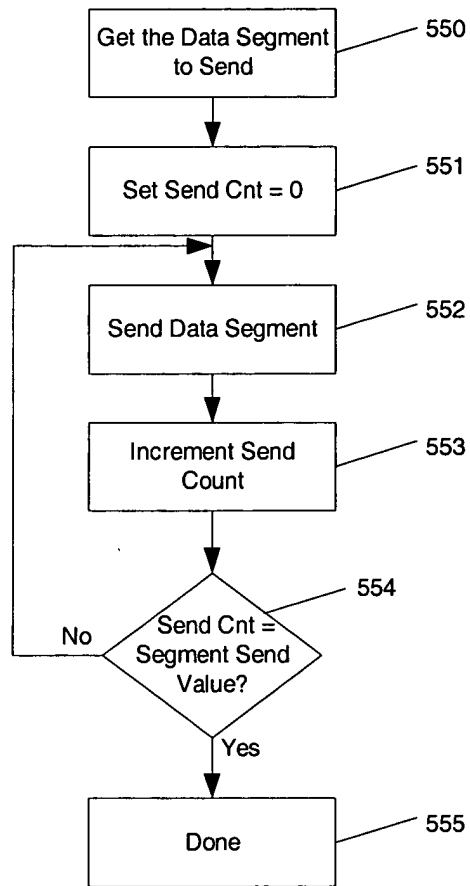 Get the Data Segment
to Send
550
Set Send Cnt = 0
551
Send Data Segment
552
Increment Send
Count
553
Send Cnt =
Segment Send
Value?
554
No
Yes
Done
555